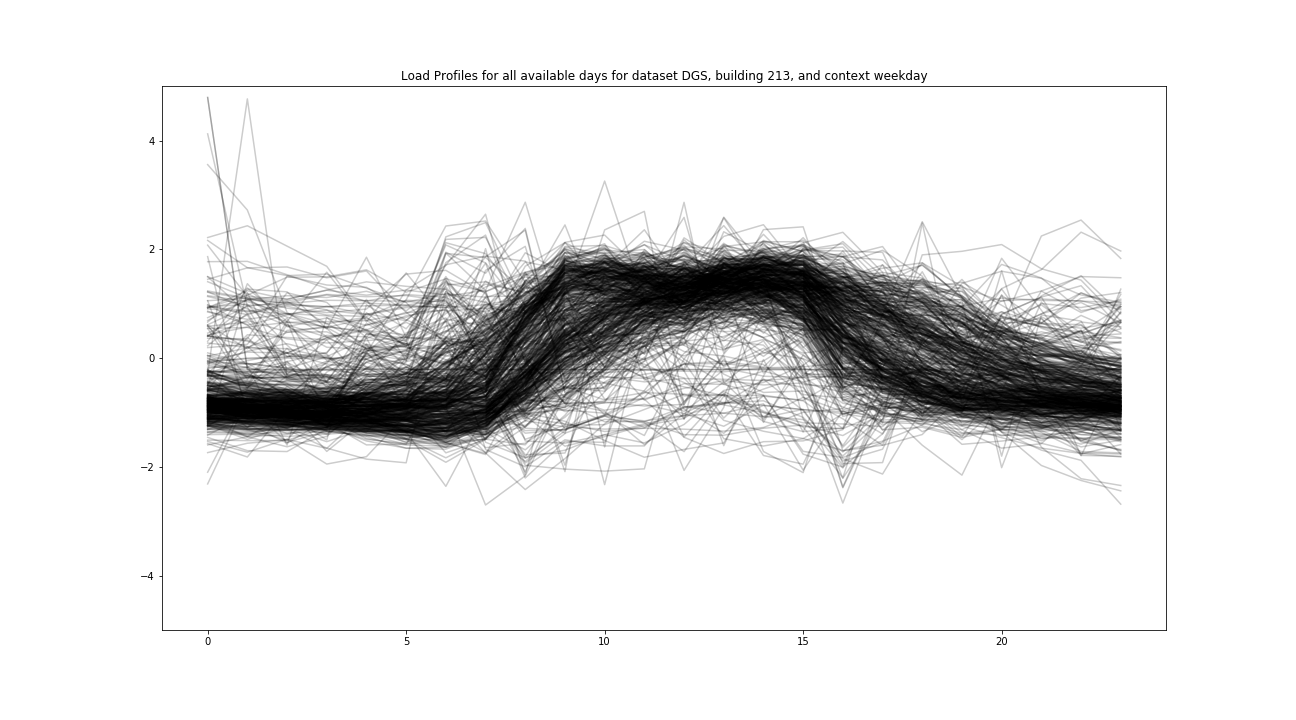 Load Profiles for all available days for dataset DGS, building 213, and context weekday
4
2
0
−2
−4
0 5 10 15 20